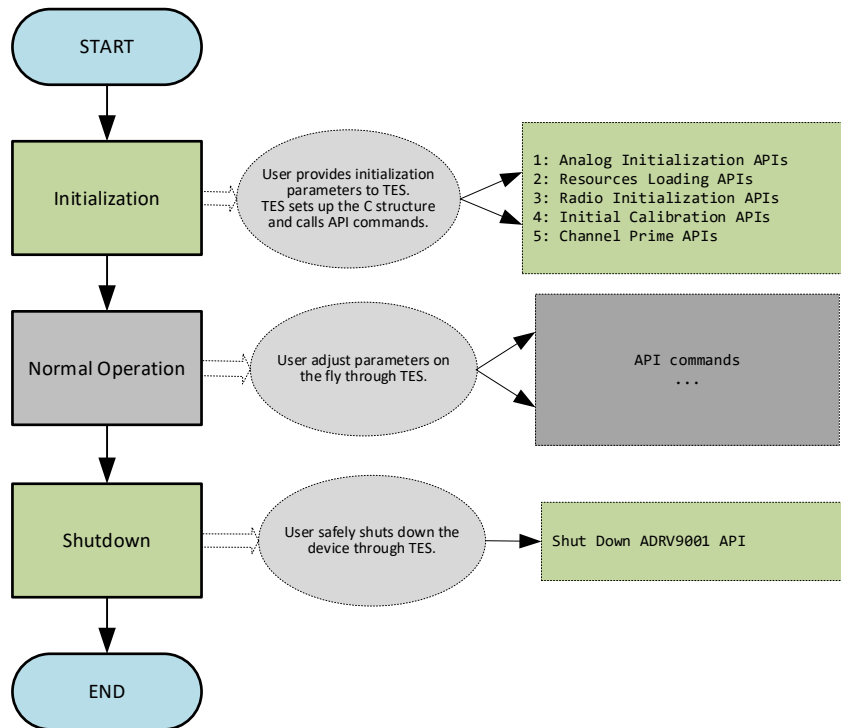 START
Initialization
User provides initialization
parameters to TES.
TES sets up the C structure
and calls API commands.
1: Analog Initialization APIs
2: Resources Loading APIs
3: Radio Initialization APIs
4: Initial Calibration APIs
5: Channel Prime APIs
Normal Operation
User adjust parameters on
the fly through TES.
API commands
...
Shutdown
User safely shuts down the
device through TES.
Shut Down ADRV9001 API
END